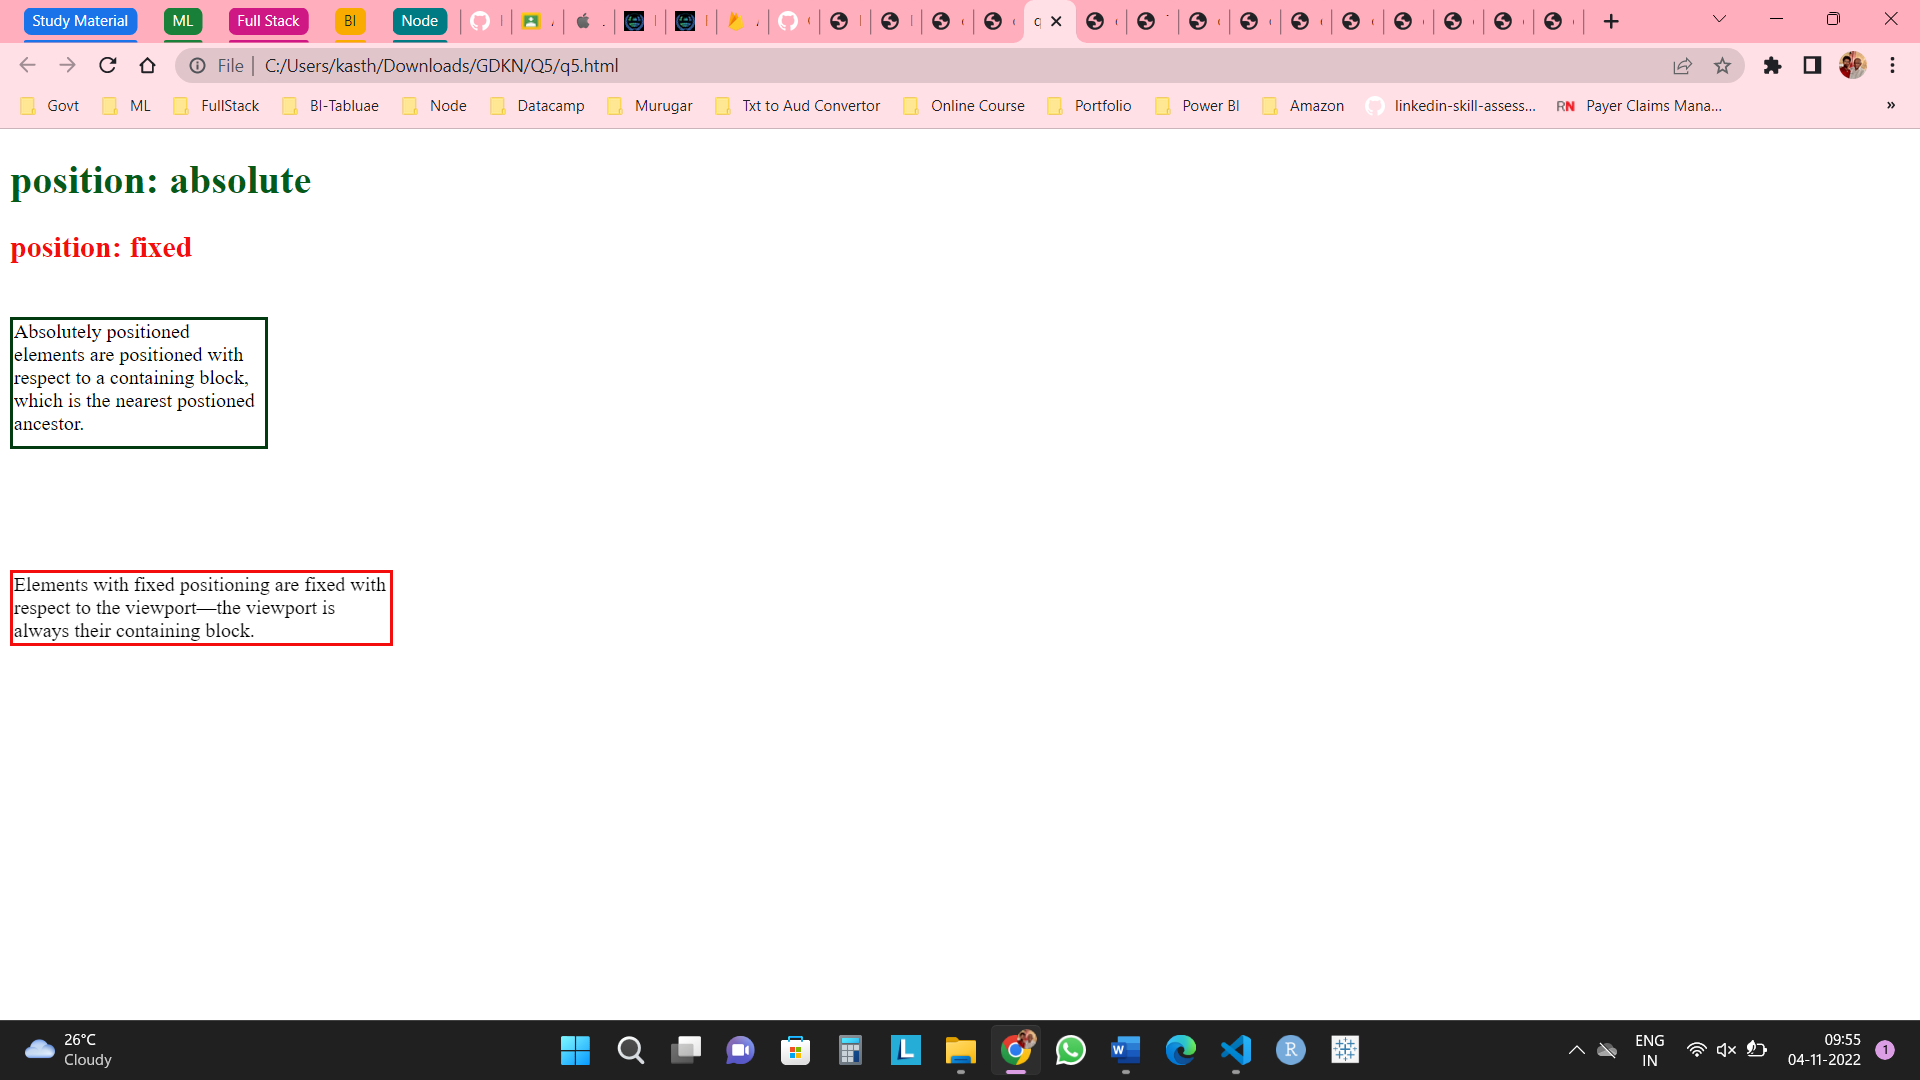 Study Material ML Full Stack BI Node
File C:/Users/kasth/Downloads/GDKN/Q5/q5.html
Govt ML FullStack BI-Tabluae Node Datacamp Murugar Txt to Aud Convertor Online Course Portfolio Power BI Amazon linkedin-skill-assess... RN Payer Claims Mana... »
position: absolute
position: fixed
Absolutely positioned
elements are positioned with
respect to a containing block,
which is the nearest postioned
ancestor.
Elements with fixed positioning are fixed with
respect to the viewport—the viewport is
always their containing block.
26°C
Cloudy
L
W
R
ENG
IN
09:55
04-11-2022
1